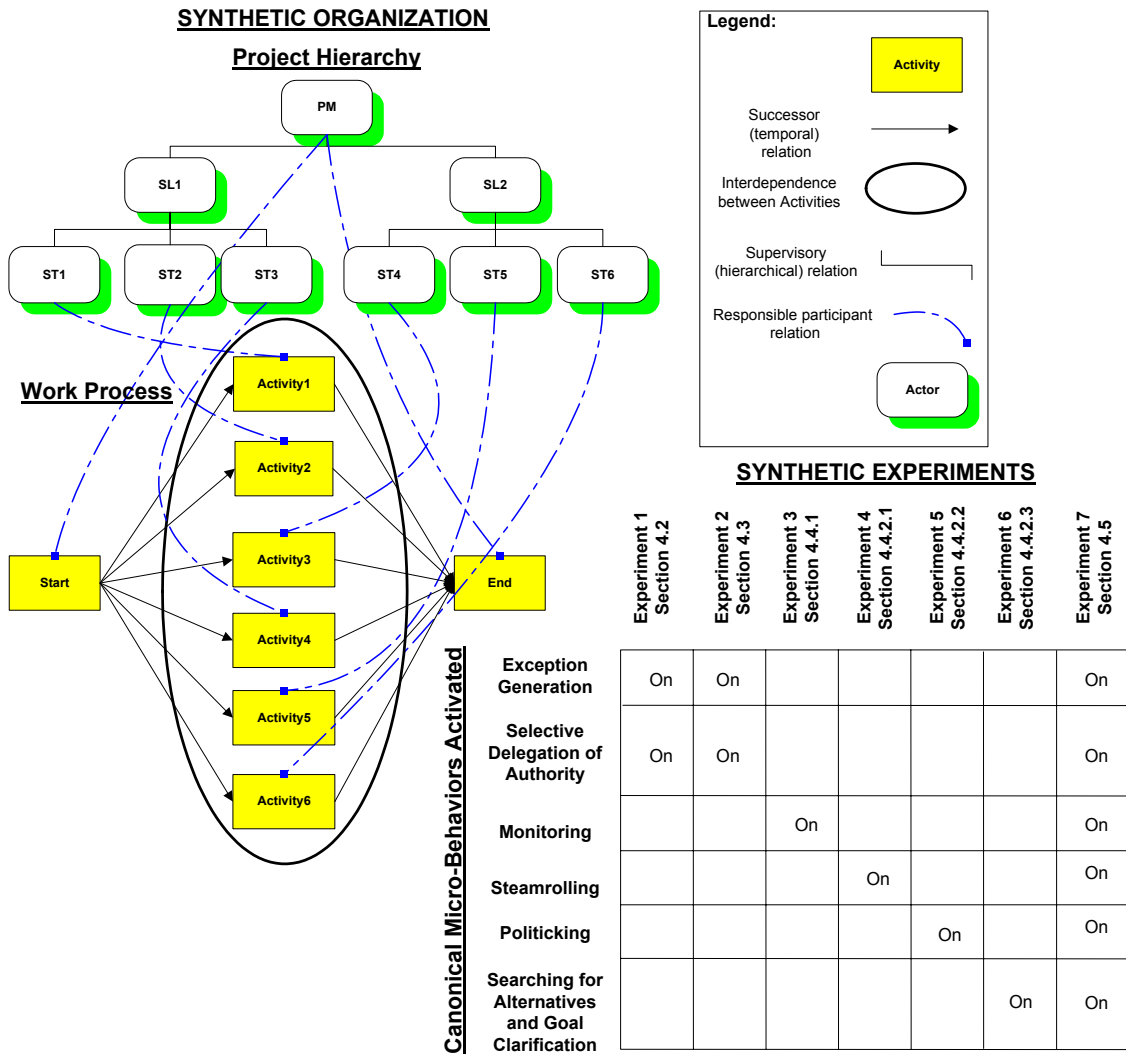 SYNTHETIC ORGANIZATION
Project Hierarchy
PM
SL1
SL2
ST1
ST2
ST3
ST4
ST5
ST6
Work Process
Activity1
Activity2
Activity3
Activity4
Activity5
Activity6
Start
End
Legend:
Activity
Successor
(temporal)
relation
Interdependence
between Activities
Supervisory
(hierarchical) relation
Responsible participant
relation
Actor
SYNTHETIC EXPERIMENTS
Experiment 1
Section 4.2
Experiment 2
Section 4.3
Experiment 3
Section 4.4.1
Experiment 4
Section 4.4.2.1
Experiment 5
Section 4.4.2.2
Experiment 6
Section 4.4.2.3
Experiment 7
Section 4.5
Canonical Micro-Behaviors Activated
Exception
Generation
On On On
Selective
Delegation of
Authority
On On On
Monitoring
On On
Steamrolling
On On
Politicking
On On
Searching for
Alternatives
and Goal
Clarification
On On